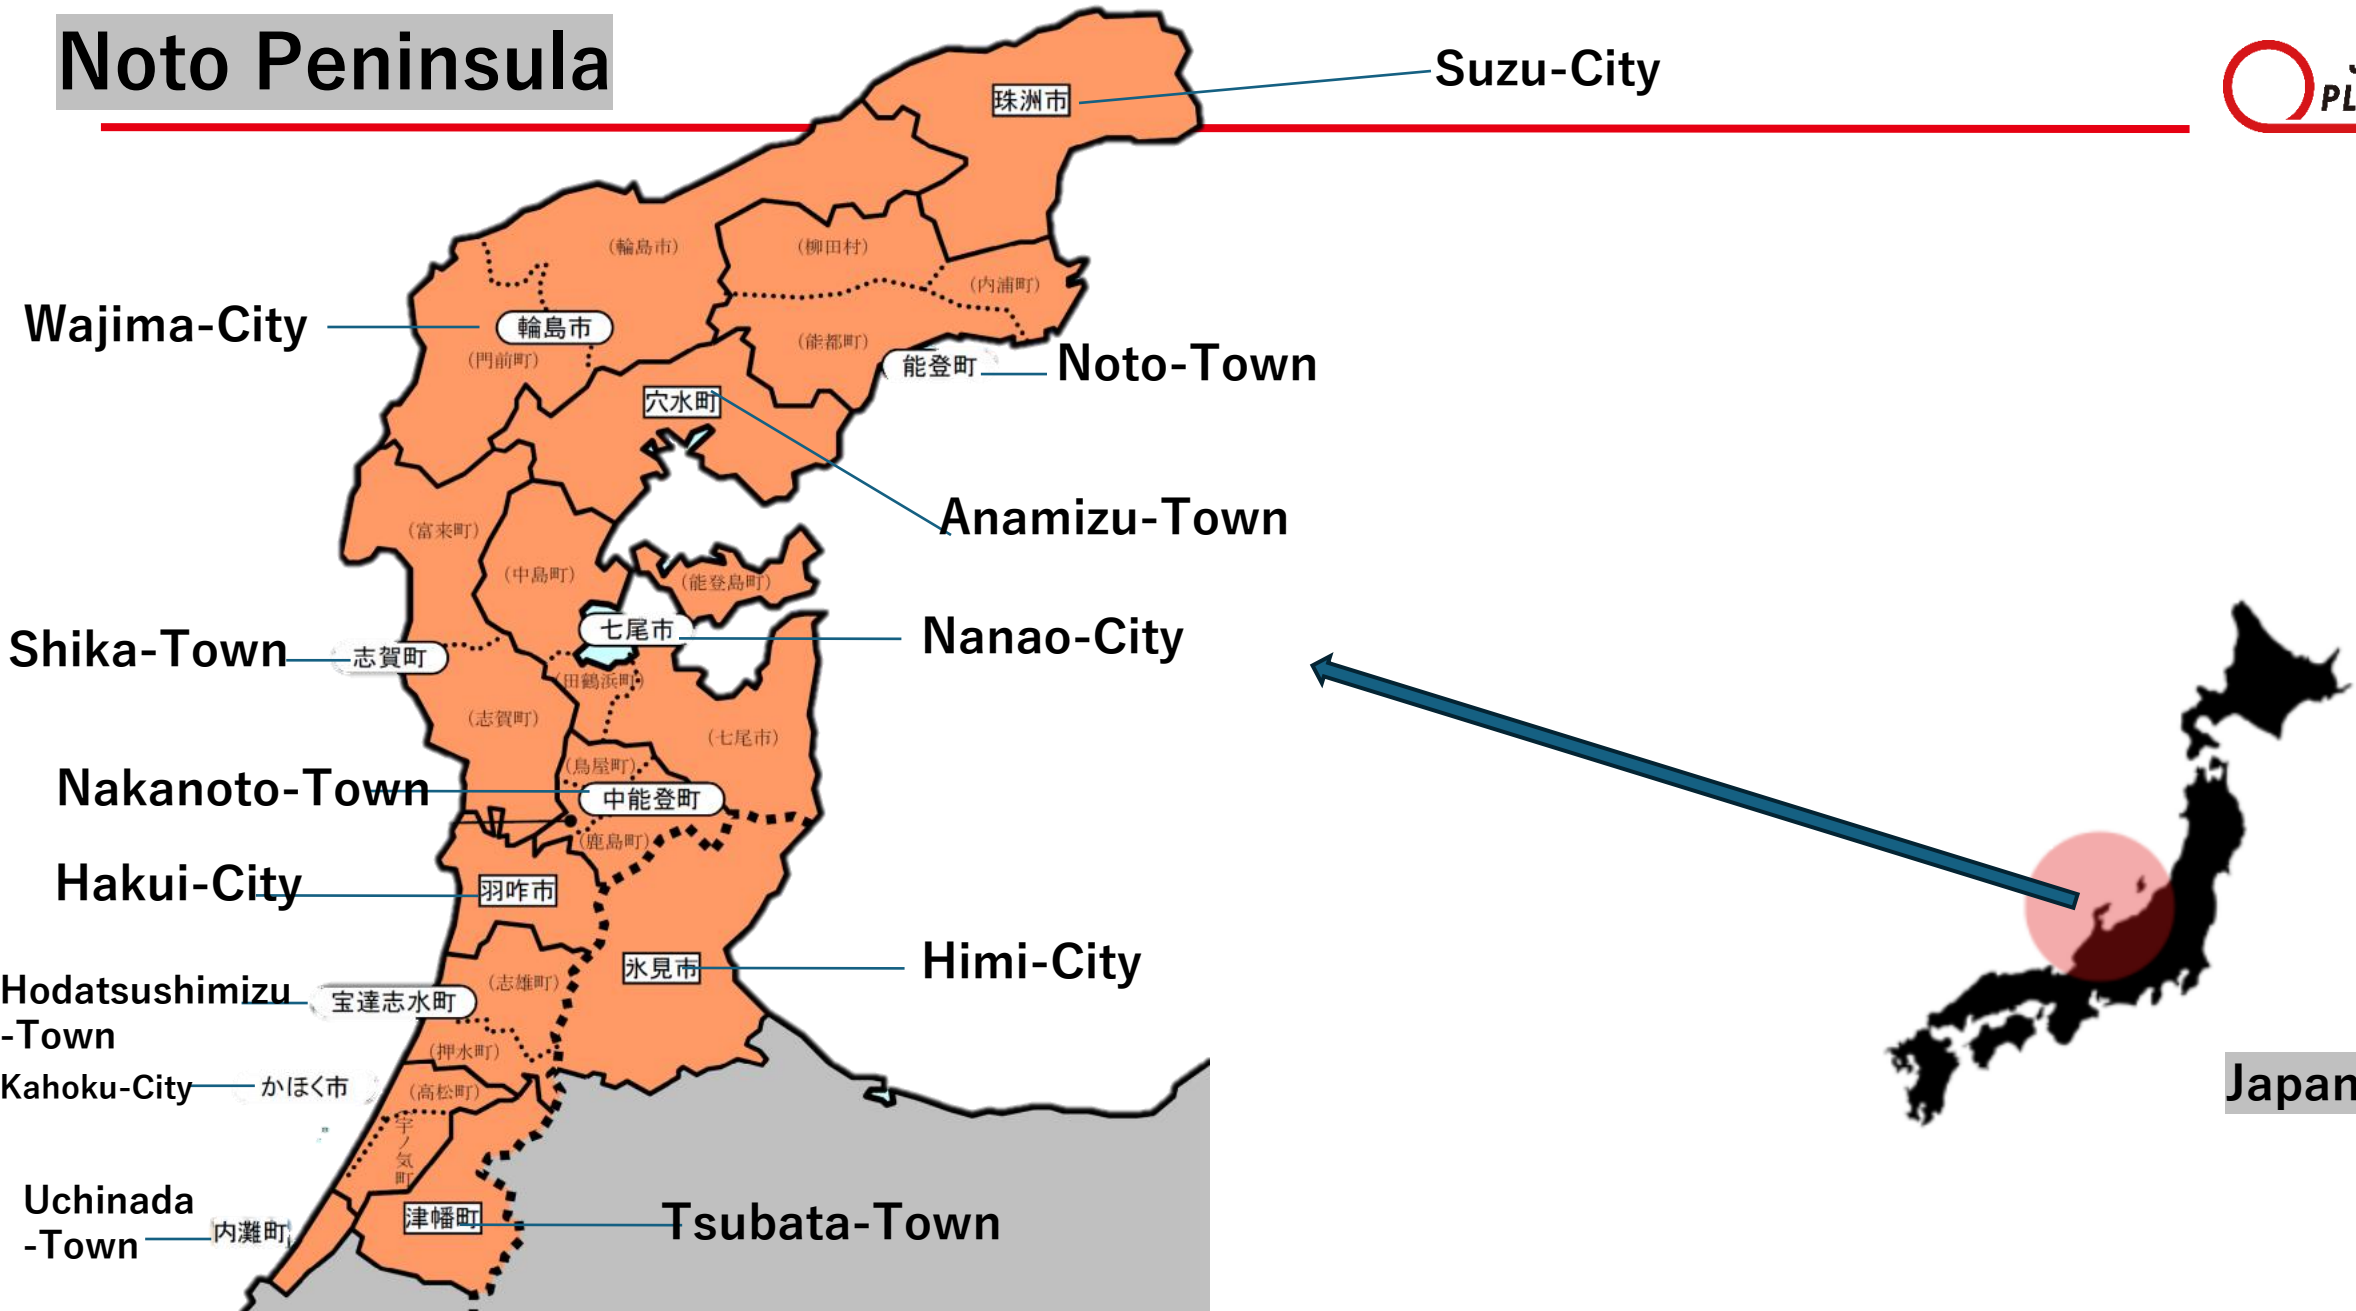 Noto Peninsula
Suzu-City
珠洲市
J
PL
(輪島市)
(柳田村)
(内浦町)
Wajima-City
輪島市
(門前町)
(能都町)
能登町
Noto-Town
穴水町
Anamizu-Town
(富来町)
(中島町)
(能登島町)
七尾市
Nanao-City
Shika-Town
志賀町
(田鶴浜町)
(志賀町)
(七尾市)
(鳥屋町)
Nakanoto-Town
中能登町
(鹿島町)
Hakui-City
羽咋市
氷見市
Himi-City
Hodatsushimizu
-Town
宝達志水町
(志雄町)
(押水町)
Kahoku-City
かほく市
(高松町)
宇ノ気町
Japan
Uchinada
-Town
内灘町
津幡町
Tsubata-Town